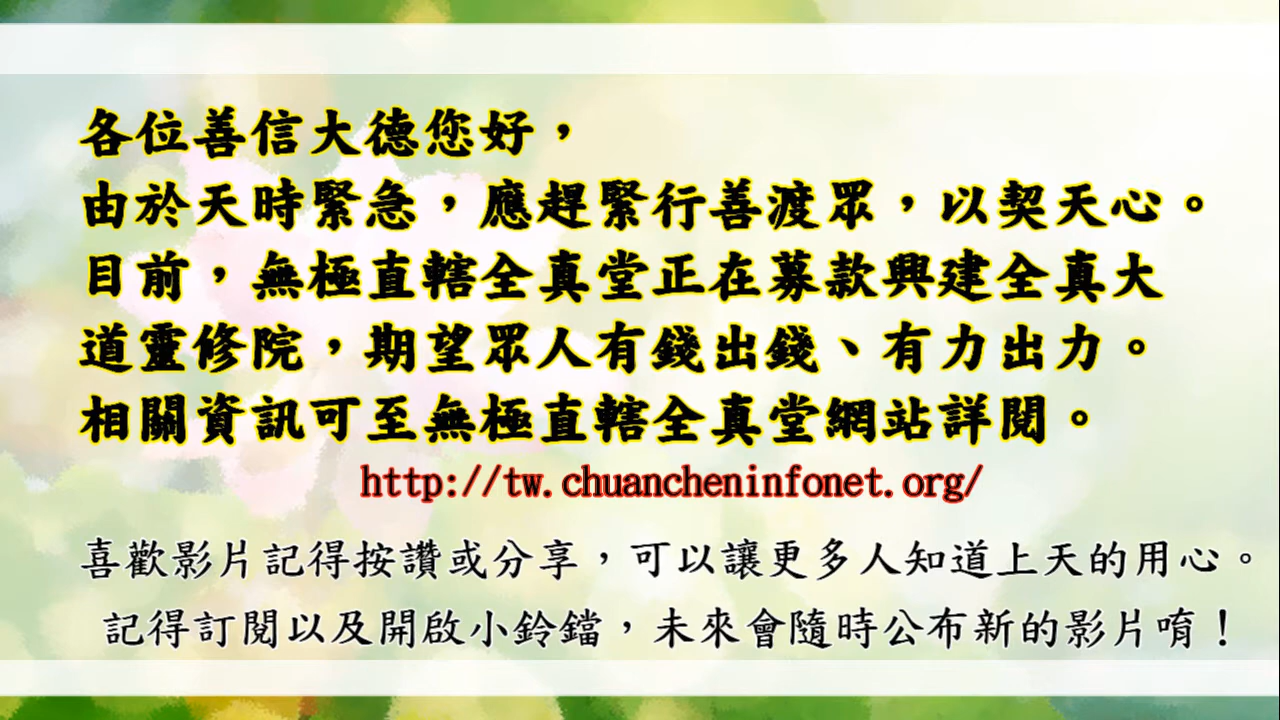 各位善信大德您好，
由於天時緊急，應趕緊行善渡眾，以契天心。
目前，無極直轄全真堂正在募款興建全真大
道靈修院，期望眾人有錢出錢、有力出力。
相關資訊可至無極直轄全真堂網站詳閱。
http://tw.chuancheninfonet.org/
喜歡影片記得按讚或分享，可以讓更多人知道上天的用心。
記得訂閱以及開啟小鈴鐺，未來會隨時公布新的影片唷！